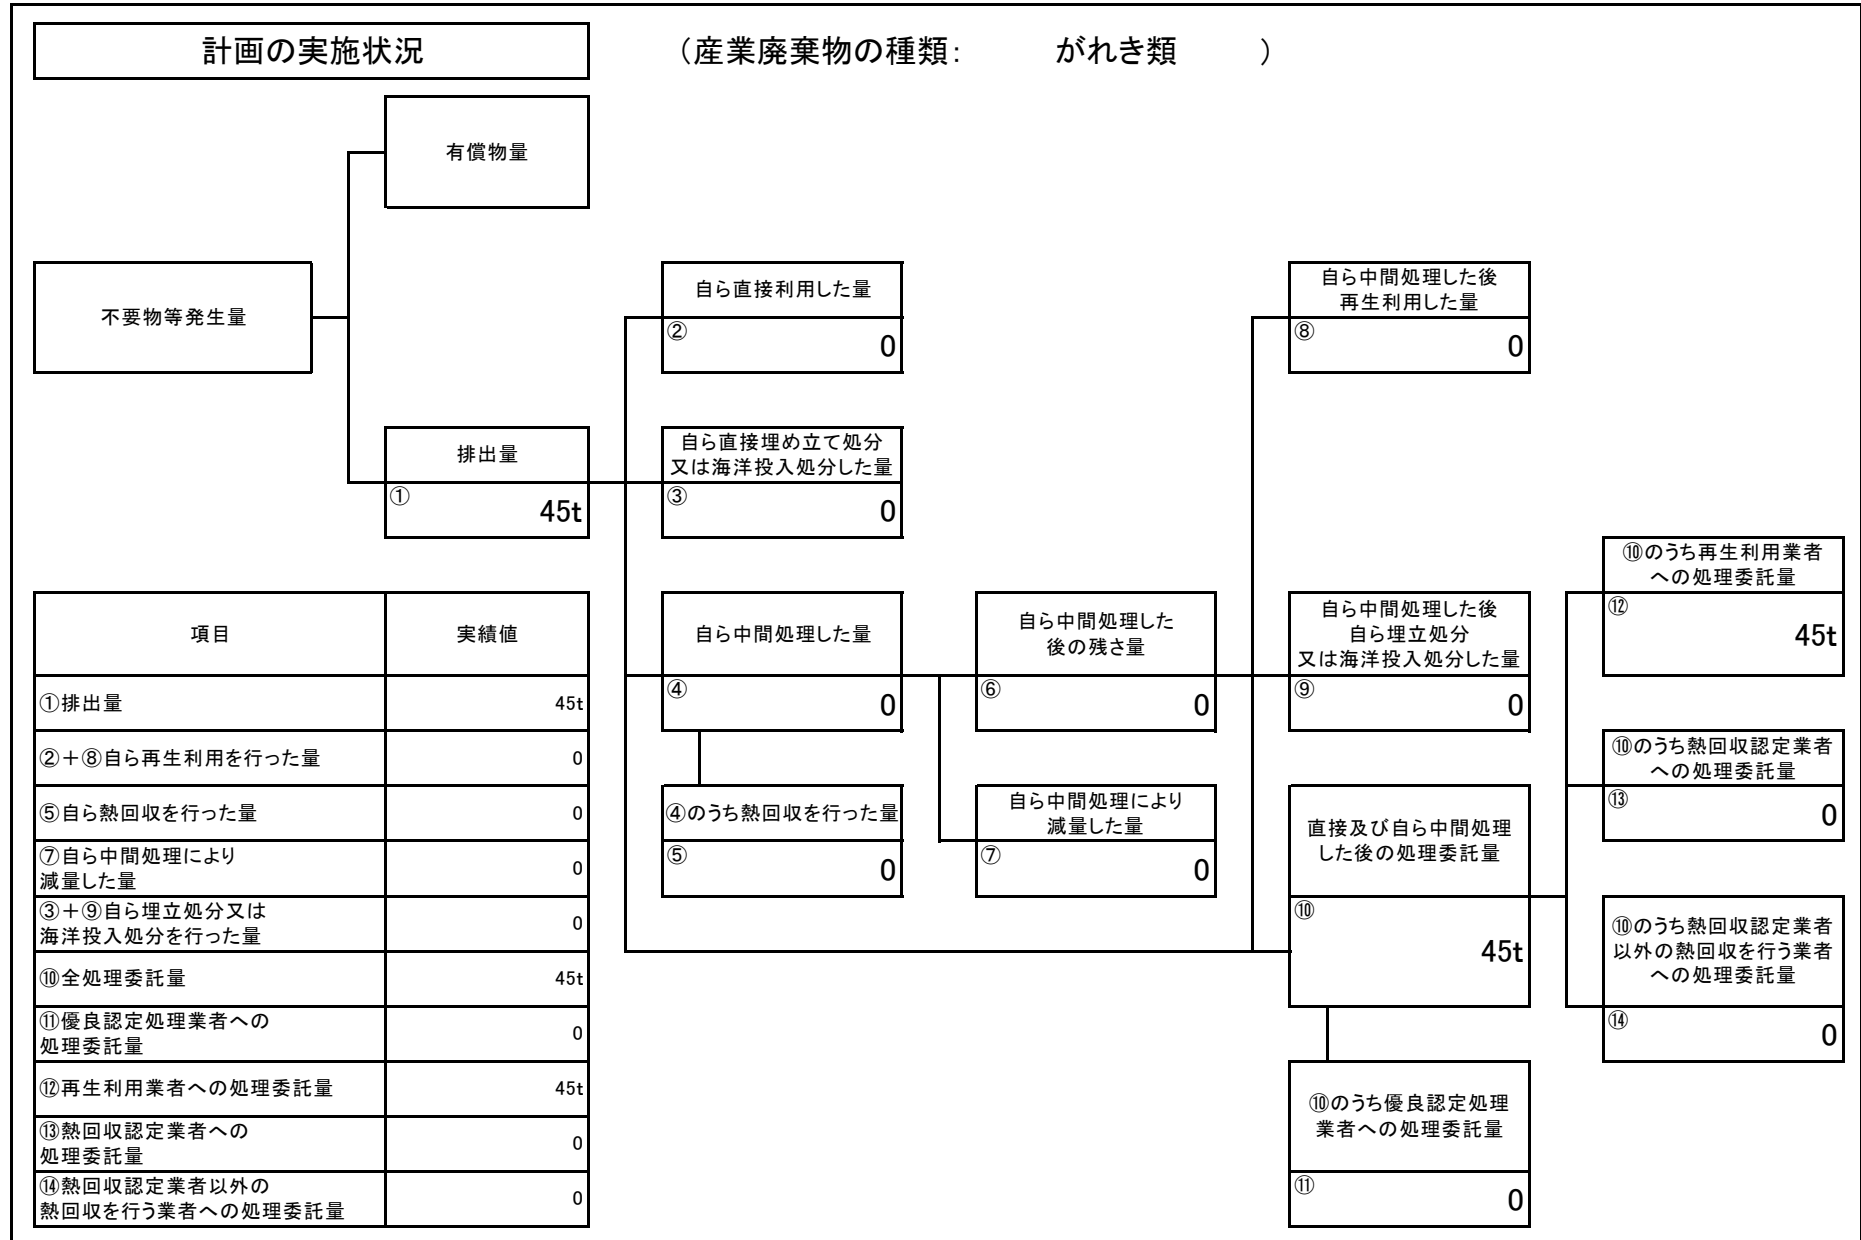 計画の実施状況
（産業廃棄物の種類： がれき類 ）
有償物量
不要物等発生量
自ら直接利用した量
②
0
自ら中間処理した後
再生利用した量
⑧
0
排出量
①
45t
自ら直接埋め立て処分
又は海洋投入処分した量
③
0
自ら中間処理した量
④
0
自ら中間処理した
後の残さ量
⑥
0
自ら中間処理した後
自ら埋立処分
又は海洋投入処分した量
⑨
0
⑩のうち再生利用業者
への処理委託量
⑫
45t
⑩のうち熱回収認定業者
への処理委託量
⑬
0
④のうち熱回収を行った量
⑤
0
自ら中間処理により
減量した量
⑦
0
直接及び自ら中間処理
した後の処理委託量
⑩
45t
⑩のうち熱回収認定業者
以外の熱回収を行う業者
への処理委託量
⑭
0
⑩のうち優良認定処理
業者への処理委託量
⑪
0
項目 実績値
①排出量 45t
②＋⑧自ら再生利用を行った量 0
⑤自ら熱回収を行った量 0
⑦自ら中間処理により
減量した量 0
③＋⑨自ら埋立処分又は
海洋投入処分を行った量 0
⑩全処理委託量 45t
⑪優良認定処理業者への
処理委託量 0
⑫再生利用業者への処理委託量 45t
⑬熱回収認定業者への
処理委託量 0
⑭熱回収認定業者以外の
熱回収を行う業者への処理委託量 0